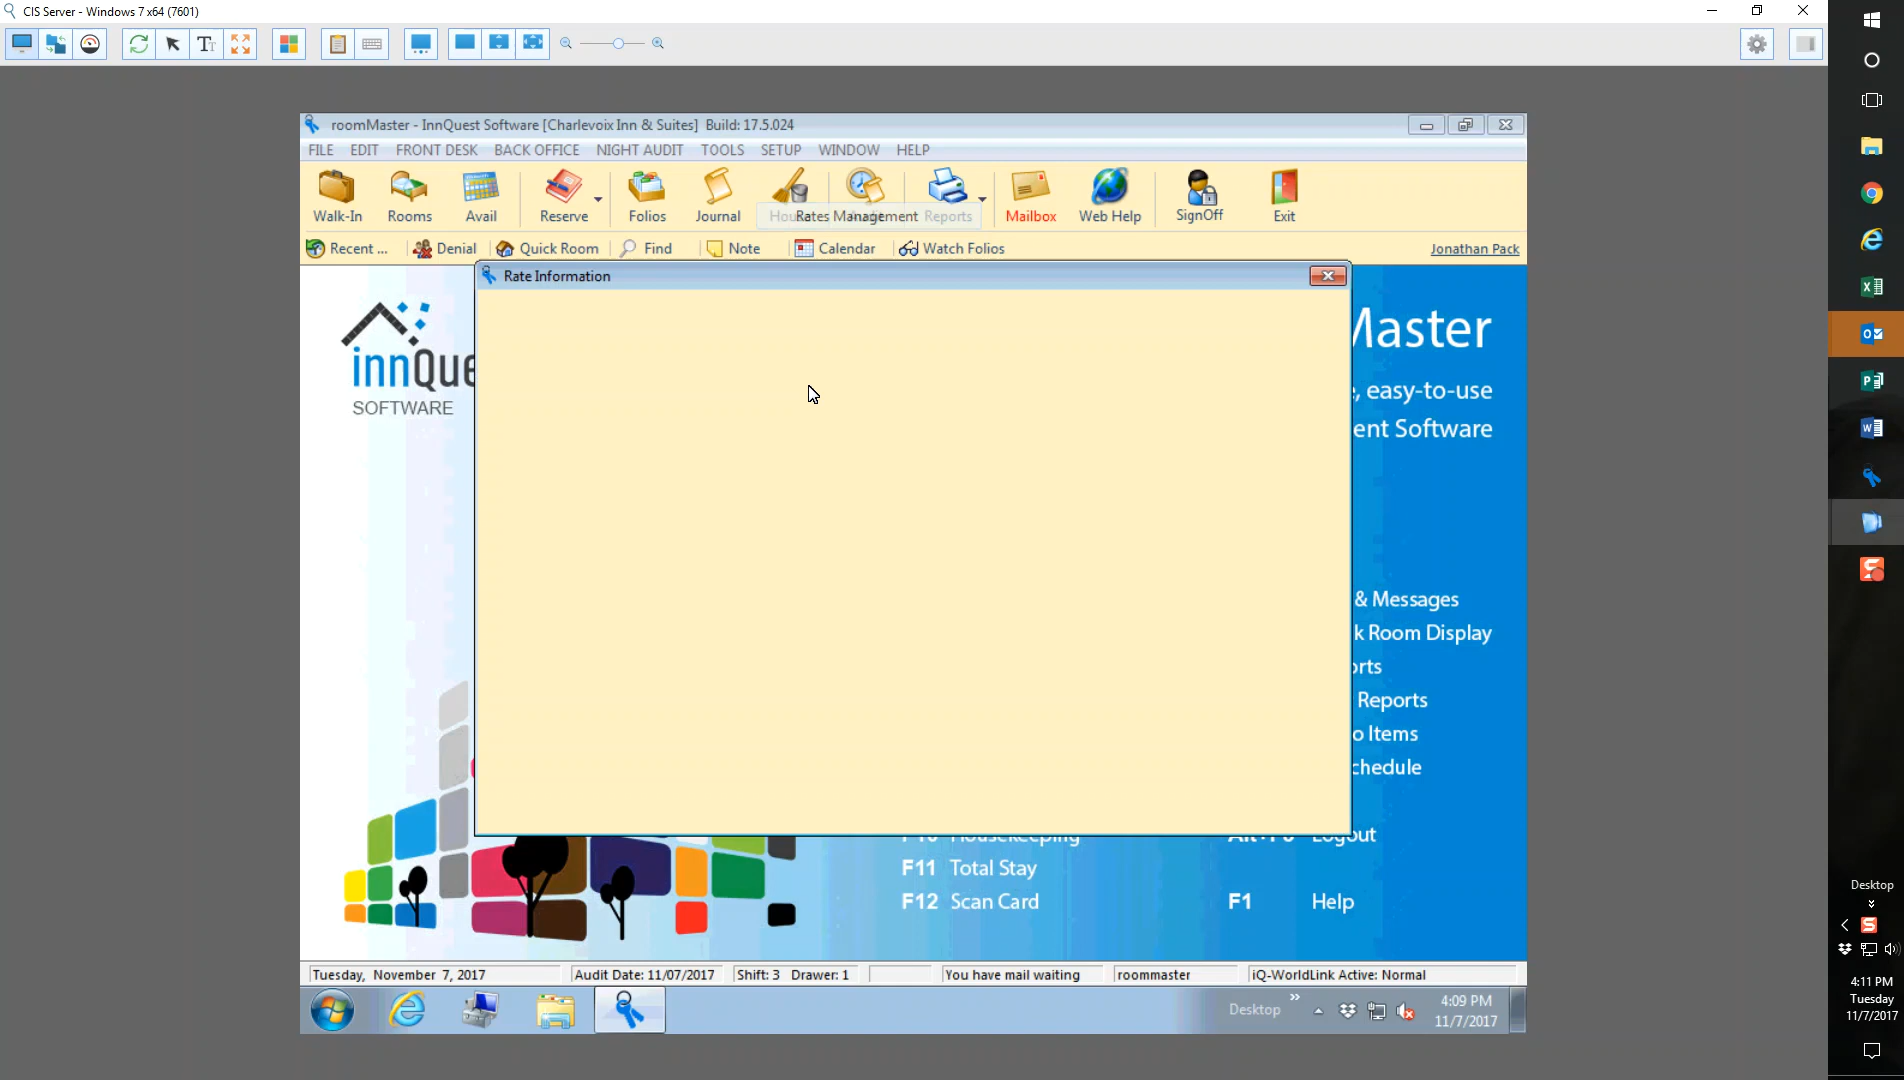 CIS Server - Windows 7 x64 (7601)
roomMaster - InnQuest Software [Charlevoix Inn & Suites] Build: 17.5.024
FILE EDIT FRONT DESK BACK OFFICE NIGHT AUDIT TOOLS SETUP WINDOW HELP
Walk-In Rooms Avail Reserve Folios Journal Rates Management Reports Mailbox Web Help SignOff Exit
Recent ... Denial Quick Room Find Note Calendar Watch Folios Jonathan Pack
Rate Information
Master
innQue
SOFTWARE
, easy-to-use
ent Software
& Messages
k Room Display
orts
Reports
o Items
chedule
F10 Housekeeping Logout
F11 Total Stay
F12 Scan Card F1 Help
Tuesday, November 7, 2017 Audit Date: 11/07/2017 Shift: 3 Drawer: 1 You have mail waiting roommaster iQ-WorldLink Active: Normal
Desktop 4:09 PM
11/7/2017
Desktop
4:11 PM
Tuesday
11/7/2017